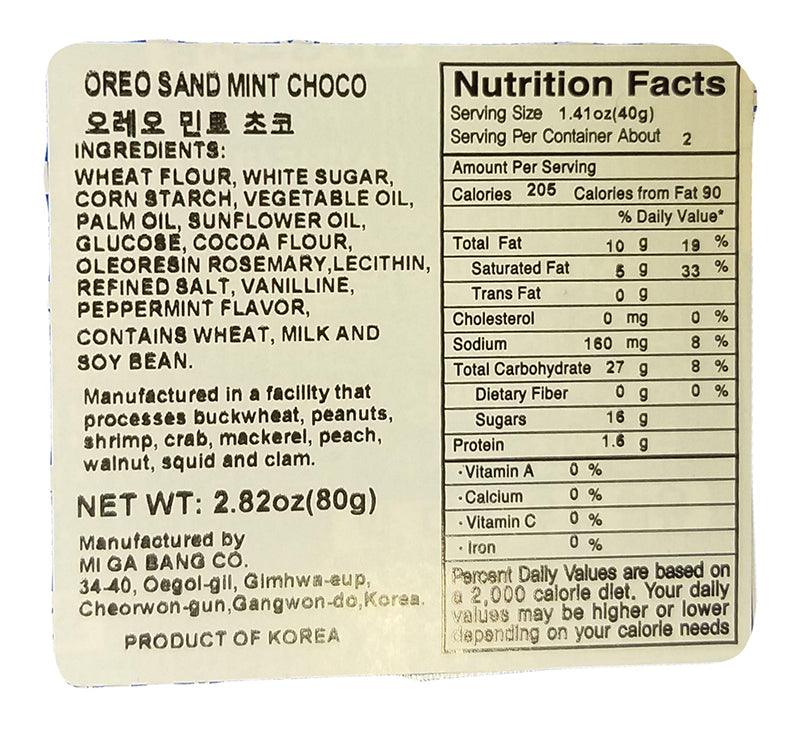 OREO SAND MINT CHOCO
오레오 민트 초코
INGREDIENTS:
WHEAT FLOUR, WHITE SUGAR,
CORN STARCH, VEGETABLE OIL,
PALM OIL, SUNFLOWER OIL,
GLUCOSE, COCOA FLOUR,
OLEORESIN ROSEMARY,LECITHIN,
REFINED SALT, VANILLINE,
PEPPERMINT FLAVOR,
CONTAINS WHEAT, MILK AND
SOY BEAN.
Manufactured in a facility that
processes buckwheat, peanuts,
shrimp, crab, mackerel, peach,
walnut, squid and clam.
NET WT: 2.82oz(80g)
Manufactured by
MI GA BANG CO.
34-40, Oegol-gil, Gimhwa-eup,
Cheorwon-gun,Gangwon-do,Korea.
PRODUCT OF KOREA
Nutrition Facts
Serving Size 1.41oz(40g)
Serving Per Container About 2
Amount Per Serving
Calories 205 Calories from Fat 90
% Daily Value*
Total Fat 10 g 19 %
Saturated Fat 5 g 33 %
Trans Fat 0 g
Cholesterol 0 mg 0 %
Sodium 160 mg 8 %
Total Carbohydrate 27 g 8 %
Dietary Fiber 0 g 0 %
Sugars 16 g
Protein 1.6 g
· Vitamin A 0 %
· Calcium 0 %
· Vitamin C 0 %
· Iron 0 %
Percent Daily Values are based on
a 2,000 calorie diet. Your daily
values may be higher or lower
depending on your calorie needs